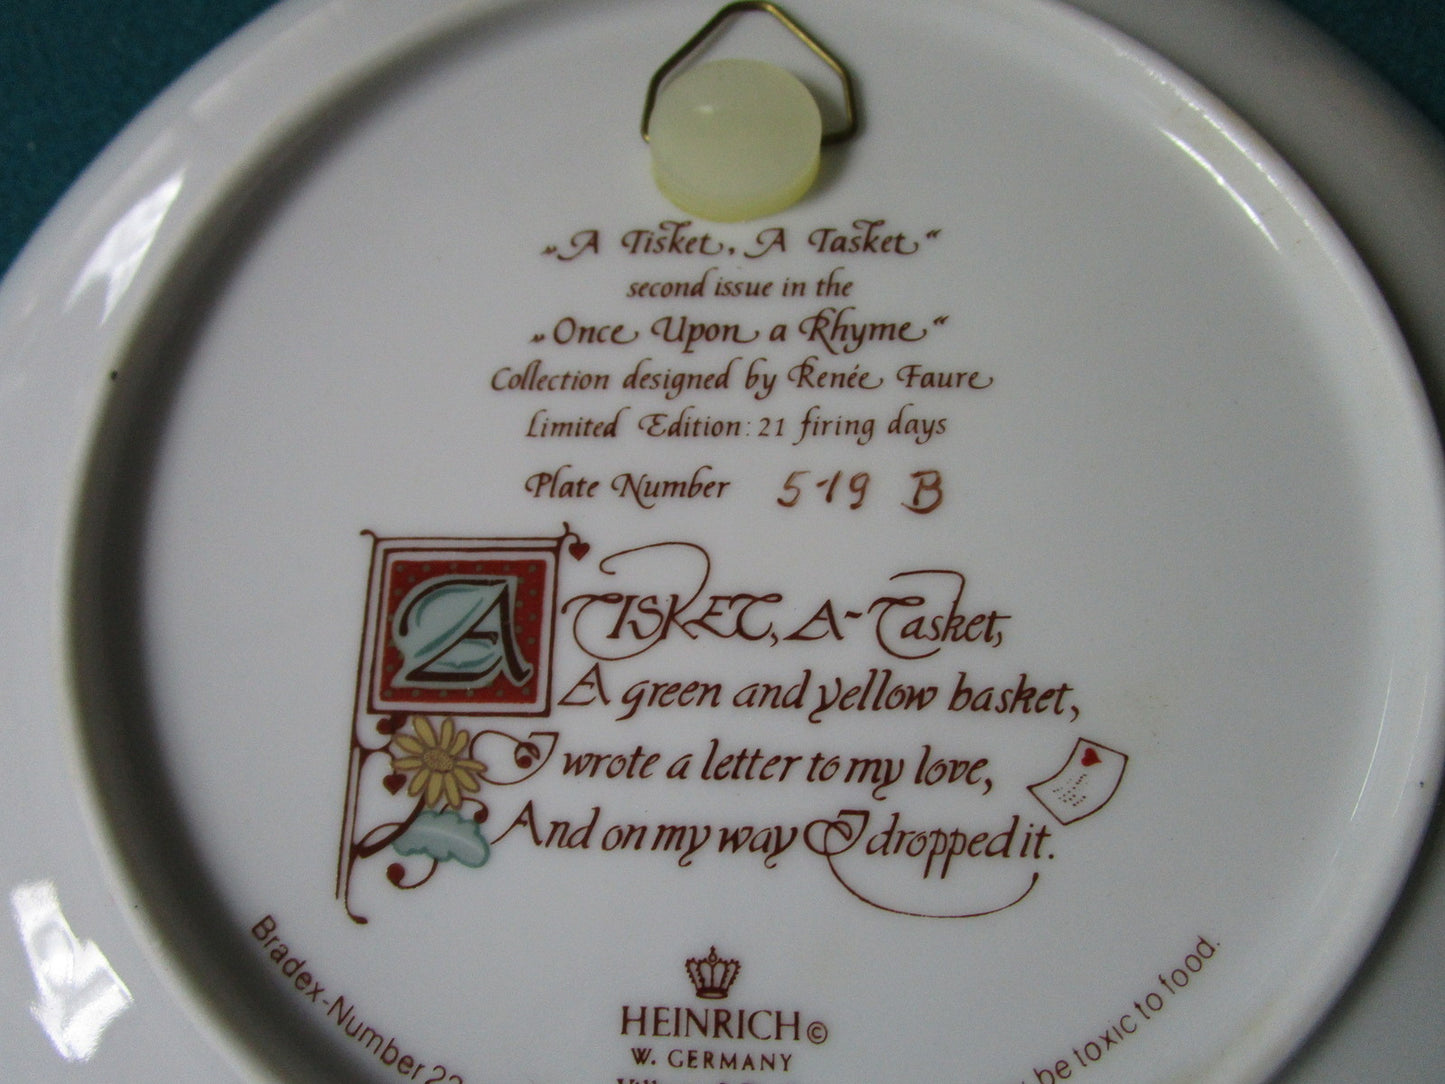 „A Tisket, A Tasket“
second issue in the
„Once Upon a Rhyme“
Collection designed by Renée Faure
Limited Edition: 21 firing days
Plate Number 519 B
A TISKET, A-Tasket,
A green and yellow basket,
I wrote a letter to my love,
And on my way I dropped it.
Bradex-Number
HEINRICH©
W. GERMANY
be toxic to food.